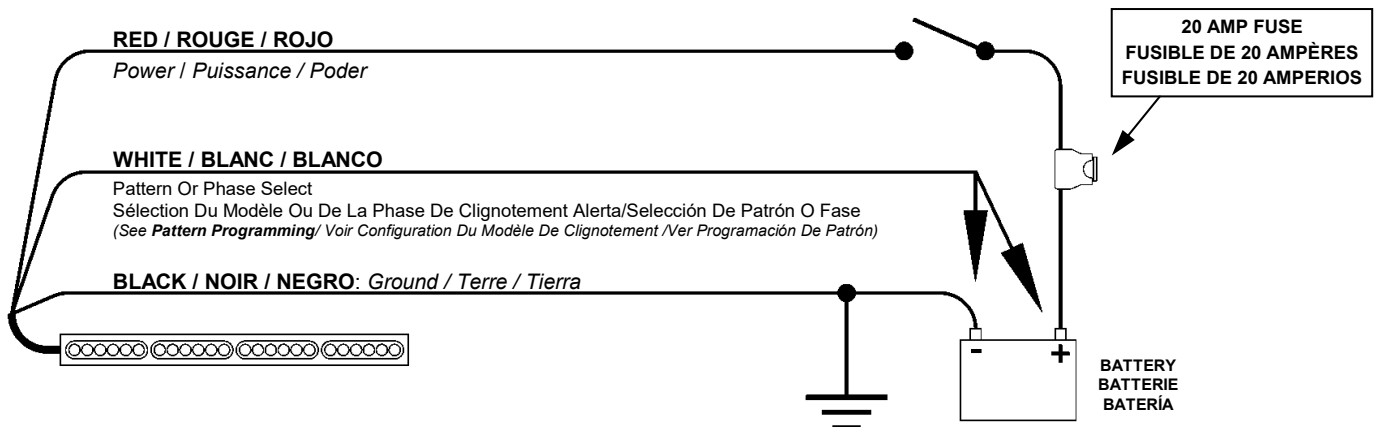 RED / ROUGE / ROJO
Power / Puissance / Poder
20 AMP FUSE
FUSIBLE DE 20 AMPÈRES
FUSIBLE DE 20 AMPERIOS
WHITE / BLANC / BLANCO
Pattern Or Phase Select
Sélection Du Modèle Ou De La Phase De Clignotement Alerta/Selección De Patrón O Fase
(See Pattern Programming/ Voir Configuration Du Modèle De Clignotement /Ver Programación De Patrón)
BLACK / NOIR / NEGRO: Ground / Terre / Tierra
- +
BATTERY
BATTERIE
BATERÍA